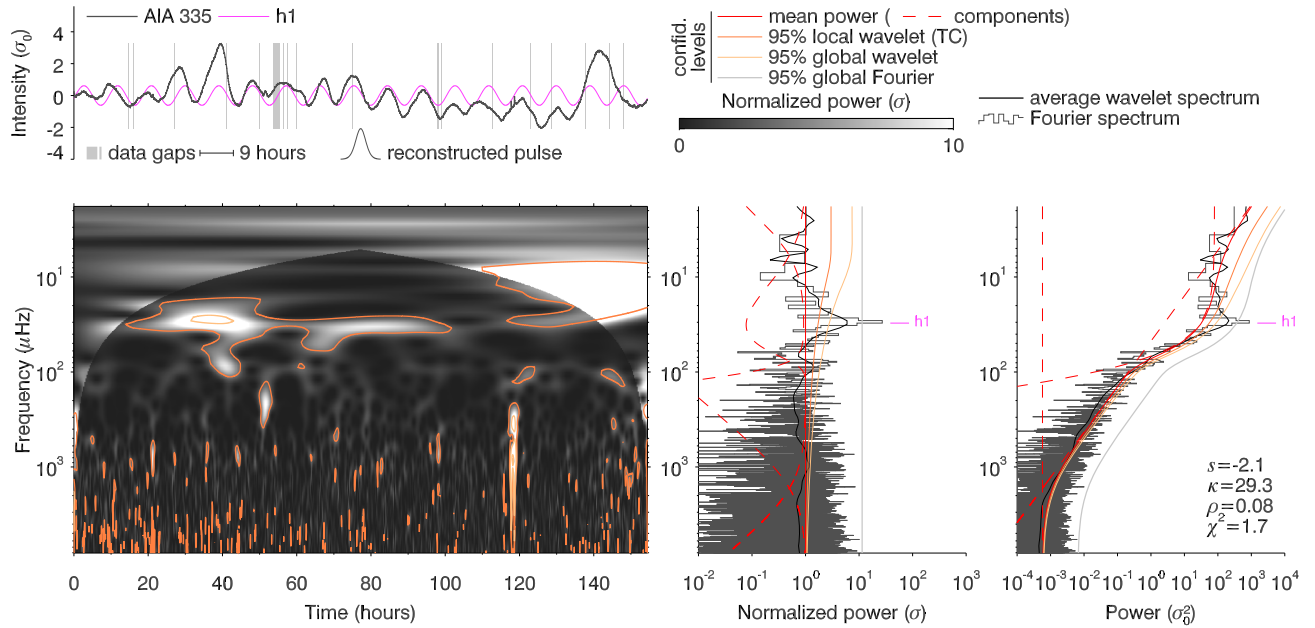 AIA 335 h1
4
2
0
-2
-4
Intensity (σ0)
data gaps 9 hours reconstructed pulse
confid. levels
mean power ( components)
95% local wavelet (TC)
95% global wavelet
95% global Fourier
Normalized power (σ)
0 10
average wavelet spectrum
Fourier spectrum
10¹
10²
10³
Frequency (μHz)
0 20 40 60 80 100 120 140
Time (hours)
10¹
10²
10³
h1
10⁻² 10⁻¹ 10⁰ 10¹ 10² 10³
Normalized power (σ)
10¹
10²
10³
h1
s=-2.1
κ=29.3
ρ=0.08
χ²=1.7
10⁻⁴ 10⁻³ 10⁻² 10⁻¹ 10⁰ 10¹ 10² 10³ 10⁴
Power (σ₀²)